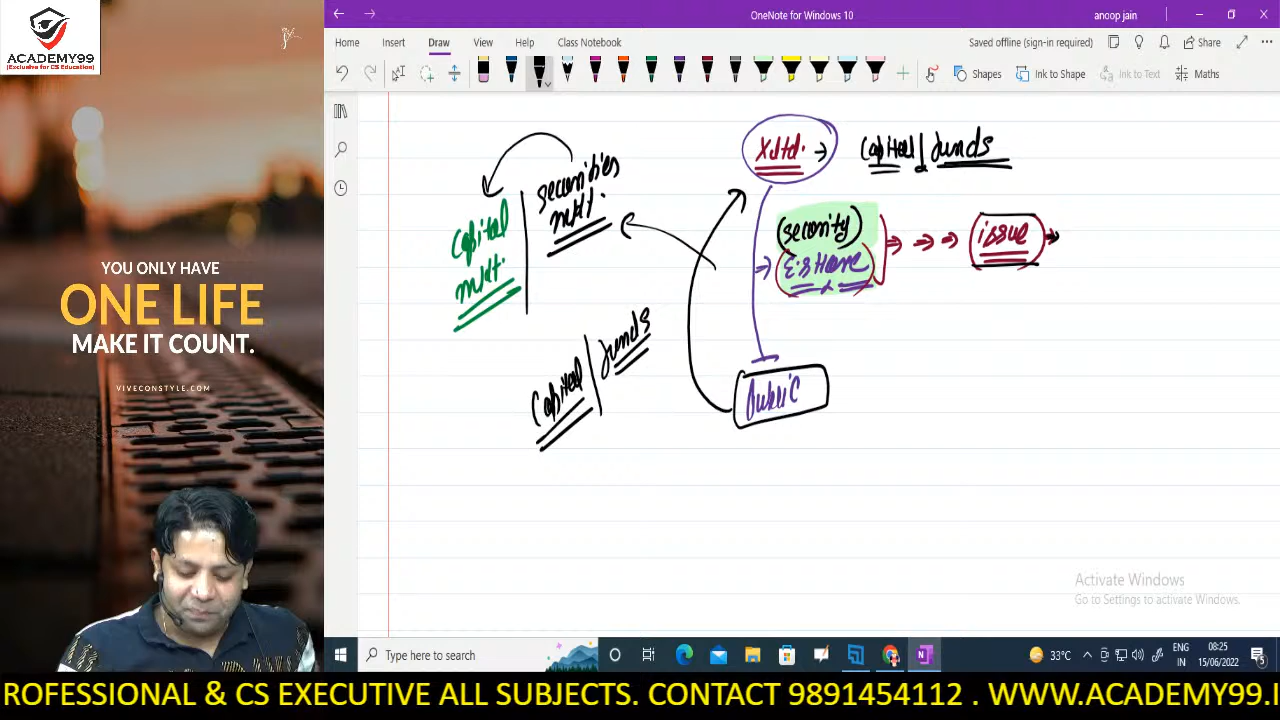 ACADEMY99
(Exclusive for CS Education)
YOU ONLY HAVE
ONE LIFE
MAKE IT COUNT.
VIVECONSTYLE.COM
OneNote for Windows 10
anoop jain
Home Insert Draw View Help Class Notebook
Saved offline (sign-in required)
Share
Shapes Ink to Shape Ink to Text Maths
X Ltd. → Capital | funds
Securities
mkt.
Capital
mkt.
(security)
E. Share
issue
Capital | funds
Public
Activate Windows
Go to Settings to activate Windows.
Type here to search
33°C
ENG
IN
08:25
15/06/2022
5
ROFESSIONAL & CS EXECUTIVE ALL SUBJECTS. CONTACT 9891454112 . WWW.ACADEMY99.I